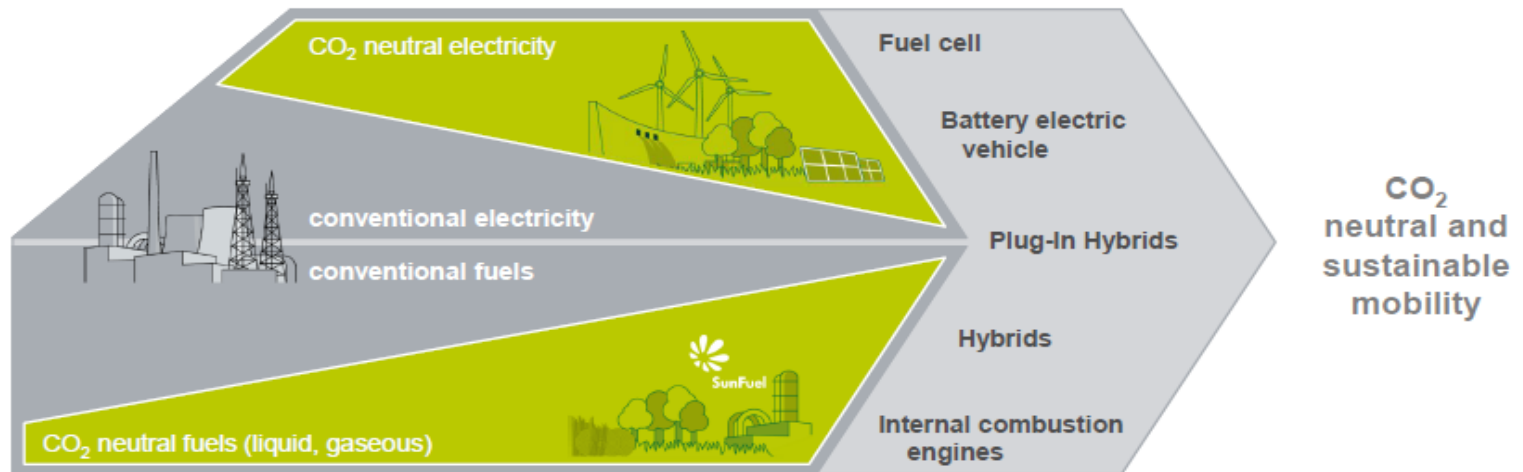 CO₂ neutral electricity
Fuel cell
Battery electric
vehicle
conventional electricity
Plug-In Hybrids
conventional fuels
CO₂
neutral and
sustainable
mobility
Hybrids
SunFuel
Internal combustion
engines
CO₂ neutral fuels (liquid, gaseous)